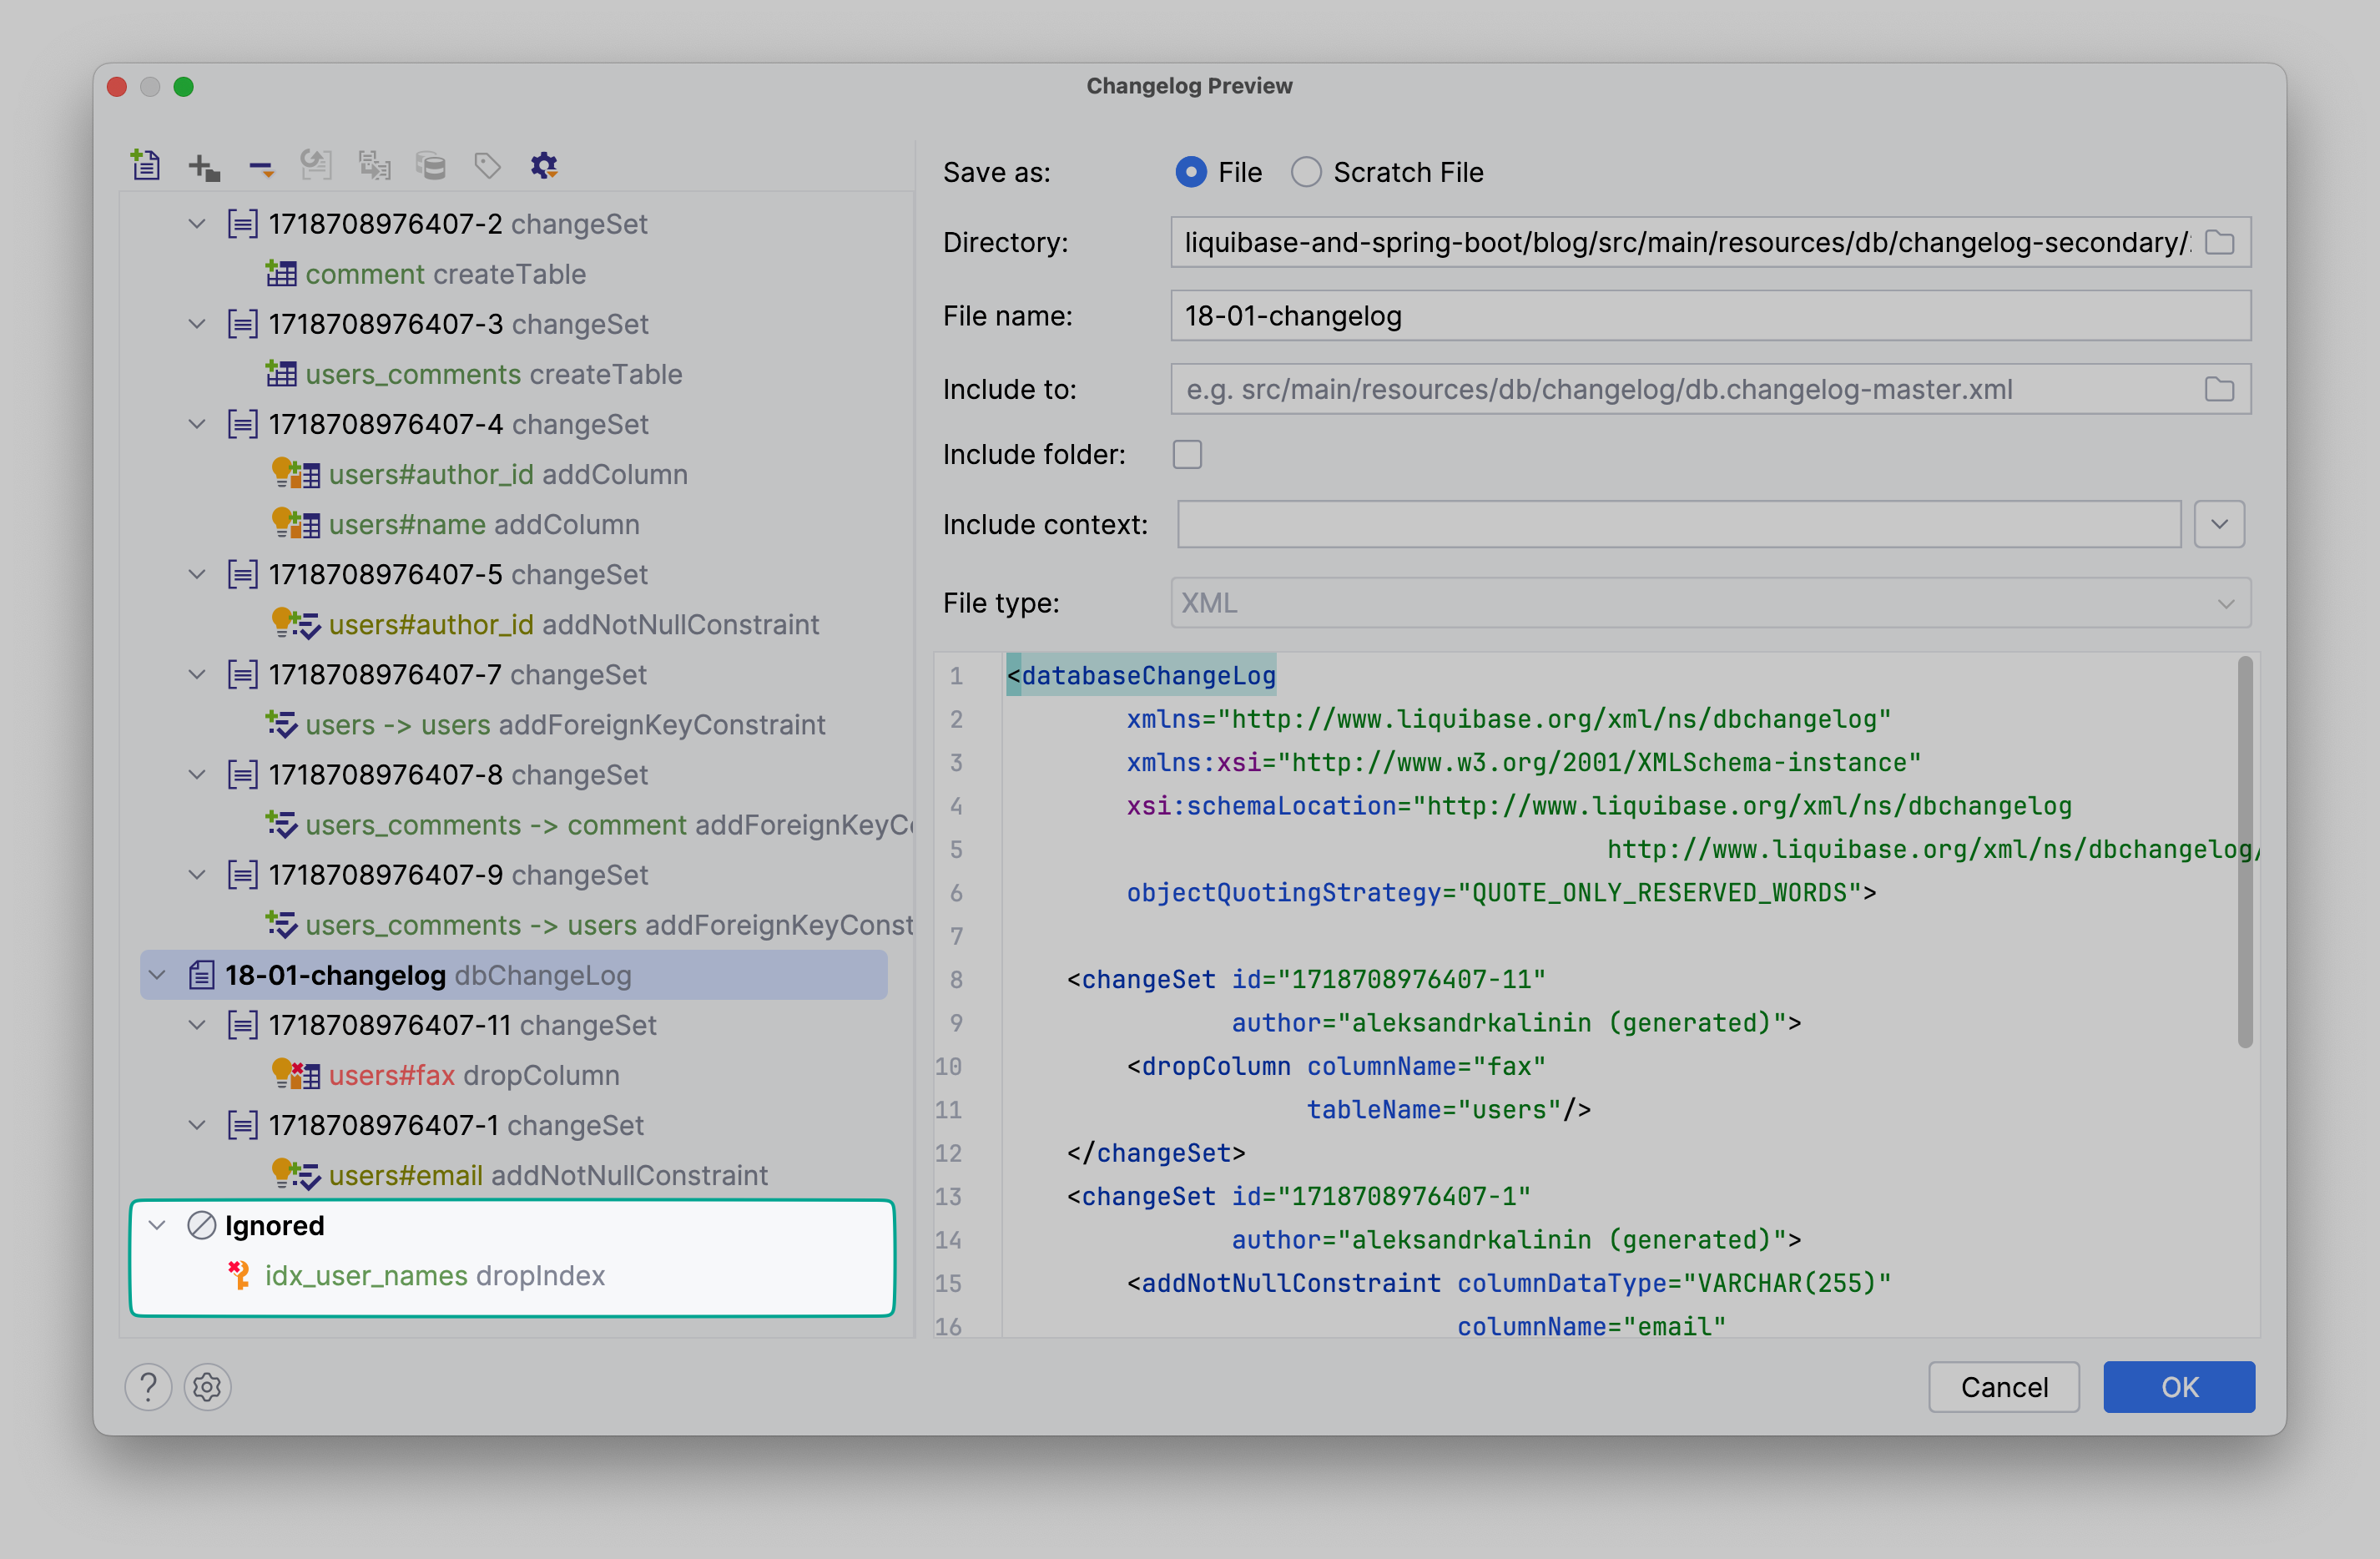 Changelog Preview
1718708976407-2 changeSet
comment createTable
1718708976407-3 changeSet
users_comments createTable
1718708976407-4 changeSet
users#author_id addColumn
users#name addColumn
1718708976407-5 changeSet
users#author_id addNotNullConstraint
1718708976407-7 changeSet
users -> users addForeignKeyConstraint
1718708976407-8 changeSet
users_comments -> comment addForeignKeyCo
1718708976407-9 changeSet
users_comments -> users addForeignKeyConst
18-01-changelog dbChangeLog
1718708976407-11 changeSet
users#fax dropColumn
1718708976407-1 changeSet
users#email addNotNullConstraint
Ignored
idx_user_names dropIndex
Save as: File Scratch File
Directory: liquibase-and-spring-boot/blog/src/main/resources/db/changelog-secondary/
File name: 18-01-changelog
Include to: e.g. src/main/resources/db/changelog/db.changelog-master.xml
Include folder:
Include context:
File type: XML
1 <databaseChangeLog
2 xmlns="http://www.liquibase.org/xml/ns/dbchangelog"
3 xmlns:xsi="http://www.w3.org/2001/XMLSchema-instance"
4 xsi:schemaLocation="http://www.liquibase.org/xml/ns/dbchangelog
5 http://www.liquibase.org/xml/ns/dbchangelog/
6 objectQuotingStrategy="QUOTE_ONLY_RESERVED_WORDS">
7
8 <changeSet id="1718708976407-11"
9 author="aleksandrkalinin (generated)">
10 <dropColumn columnName="fax"
11 tableName="users"/>
12 </changeSet>
13 <changeSet id="1718708976407-1"
14 author="aleksandrkalinin (generated)">
15 <addNotNullConstraint columnDataType="VARCHAR(255)"
16 columnName="email"
?
Cancel OK